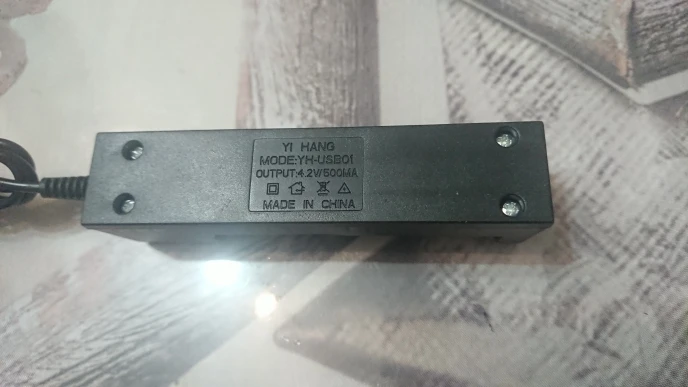 YI HANG
MODE:YH-USB01
OUTPUT:4.2V/500MA
MADE IN CHINA